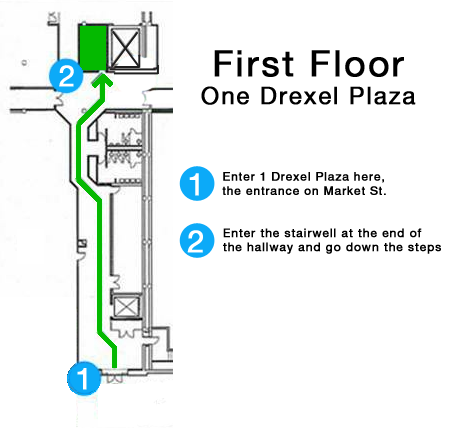 First Floor
One Drexel Plaza
2
1
Enter 1 Drexel Plaza here,
the entrance on Market St.
2
Enter the stairwell at the end of
the hallway and go down the steps
1